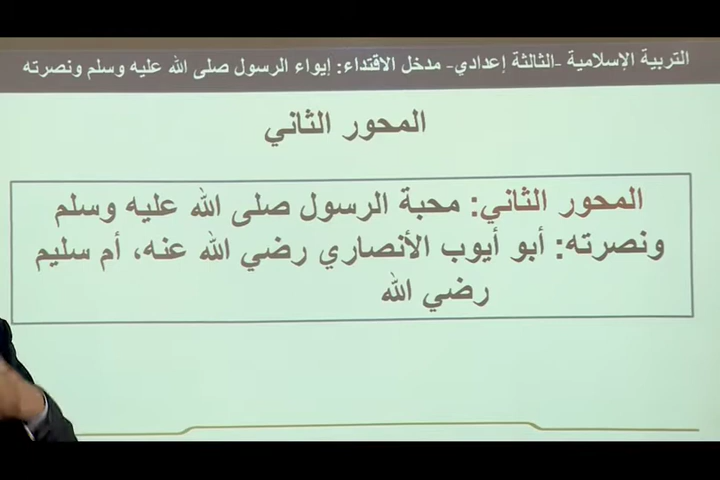 التربية الإسلامية -الثالثة إعدادي- مدخل الاقتداء: إيواء الرسول صلى الله عليه وسلم ونصرته
المحور الثاني
المحور الثاني: محبة الرسول صلى الله عليه وسلم
ونصرته: أبو أيوب الأنصاري رضي الله عنه، أم سليم
رضي الله